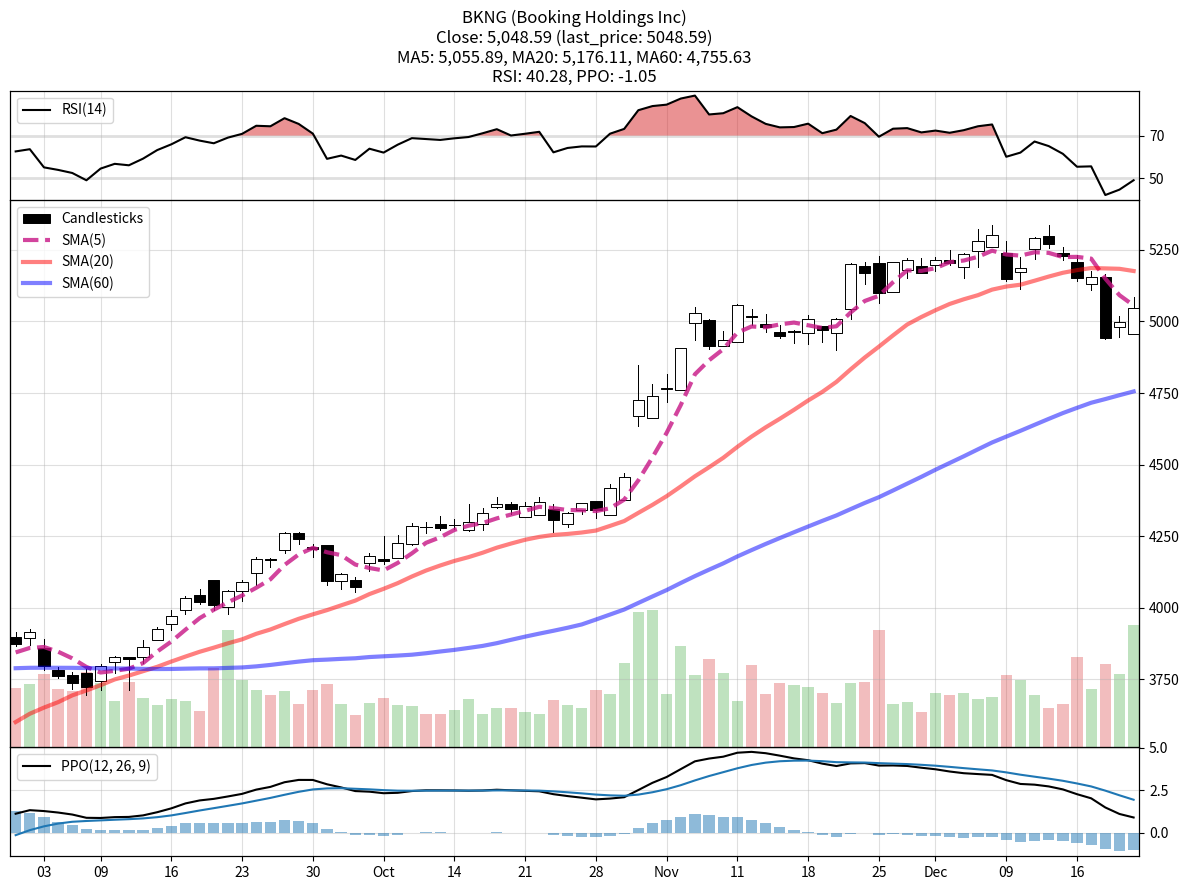 BKNG (Booking Holdings Inc)
Close: 5,048.59 (last_price: 5048.59)
MA5: 5,055.89, MA20: 5,176.11, MA60: 4,755.63
RSI: 40.28, PPO: -1.05
RSI(14)
70
50
Candlesticks
SMA(5)
SMA(20)
SMA(60)
5250
5000
4750
4500
4250
4000
3750
PPO(12, 26, 9)
5.0
2.5
0.0
03 09 16 23 30 Oct 14 21 28 Nov 11 18 25 Dec 09 16